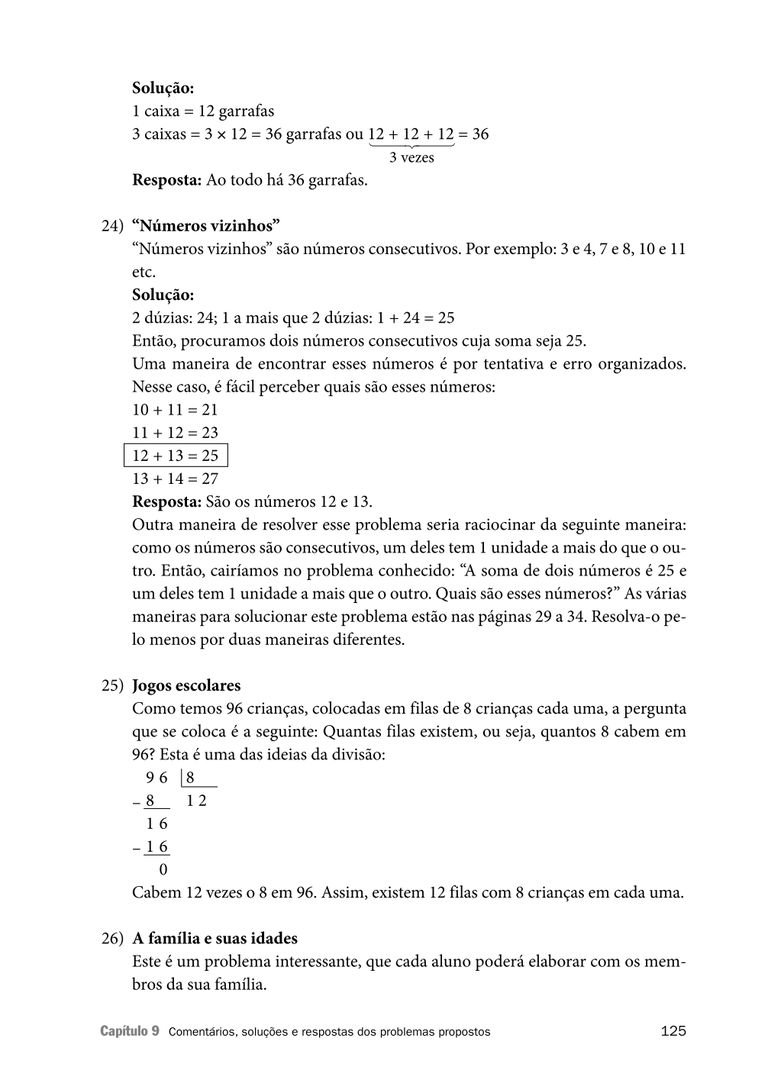 Solução:
1 caixa = 12 garrafas
3 caixas = 3 × 12 = 36 garrafas ou 12 + 12 + 12 = 36
3 vezes
Resposta: Ao todo há 36 garrafas.
24) “Números vizinhos”
“Números vizinhos” são números consecutivos. Por exemplo: 3 e 4, 7 e 8, 10 e 11
etc.
Solução:
2 dúzias: 24; 1 a mais que 2 dúzias: 1 + 24 = 25
Então, procuramos dois números consecutivos cuja soma seja 25.
Uma maneira de encontrar esses números é por tentativa e erro organizados.
Nesse caso, é fácil perceber quais são esses números:
10 + 11 = 21
11 + 12 = 23
12 + 13 = 25
13 + 14 = 27
Resposta: São os números 12 e 13.
Outra maneira de resolver esse problema seria raciocinar da seguinte maneira:
como os números são consecutivos, um deles tem 1 unidade a mais do que o ou-
tro. Então, cairíamos no problema conhecido: “A soma de dois números é 25 e
um deles tem 1 unidade a mais que o outro. Quais são esses números?” As várias
maneiras para solucionar este problema estão nas páginas 29 a 34. Resolva-o pe-
lo menos por duas maneiras diferentes.
25) Jogos escolares
Como temos 96 crianças, colocadas em filas de 8 crianças cada uma, a pergunta
que se coloca é a seguinte: Quantas filas existem, ou seja, quantos 8 cabem em
96? Esta é uma das ideias da divisão:
9 6 8
– 8 1 2
1 6
– 1 6
0
Cabem 12 vezes o 8 em 96. Assim, existem 12 filas com 8 crianças em cada uma.
26) A família e suas idades
Este é um problema interessante, que cada aluno poderá elaborar com os mem-
bros da sua família.
Capítulo 9 Comentários, soluções e respostas dos problemas propostos 125